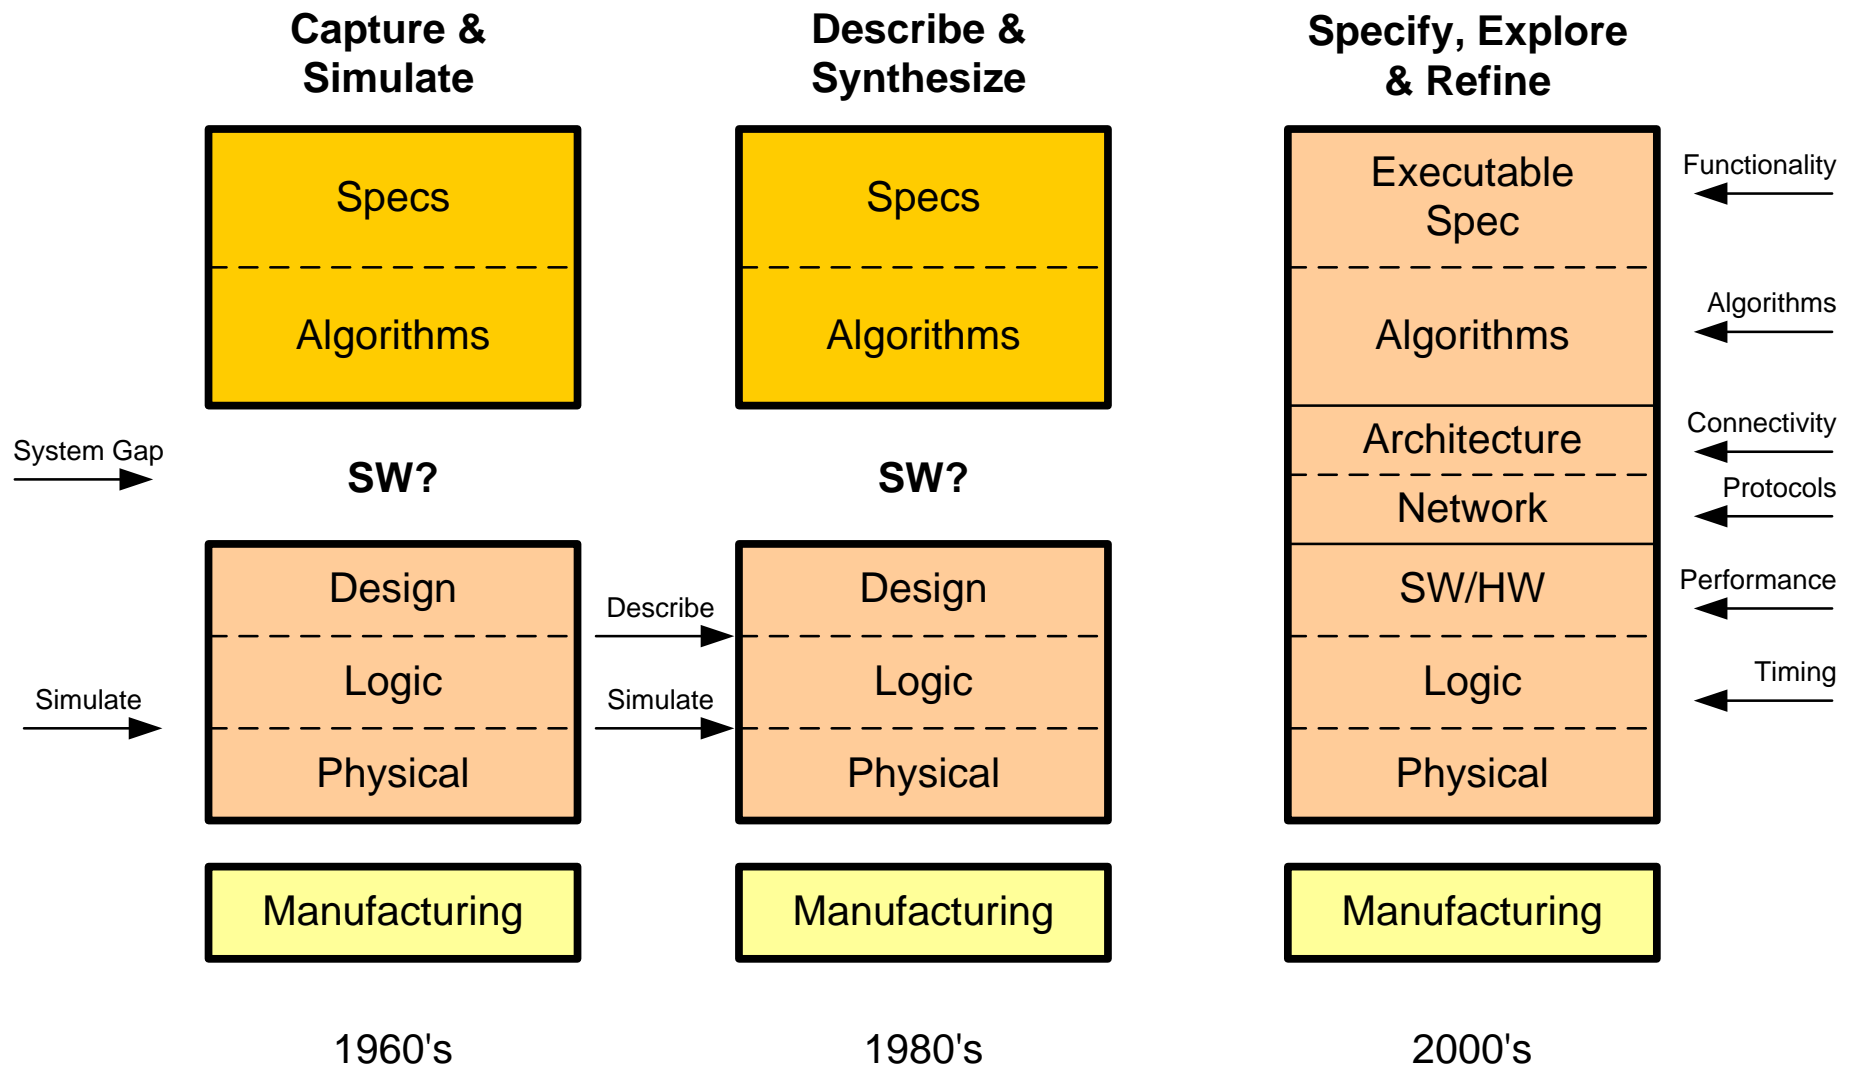 Capture &
Simulate
Describe &
Synthesize
Specify, Explore
& Refine
Specs
Algorithms
Specs
Algorithms
Executable
Spec
Algorithms
Architecture
Network
SW/HW
Logic
Physical
Functionality
Algorithms
Connectivity
Protocols
Performance
Timing
System Gap
SW?
SW?
Design
Logic
Physical
Describe
Simulate
Simulate
Design
Logic
Physical
Manufacturing
Manufacturing
Manufacturing
1960's
1980's
2000's